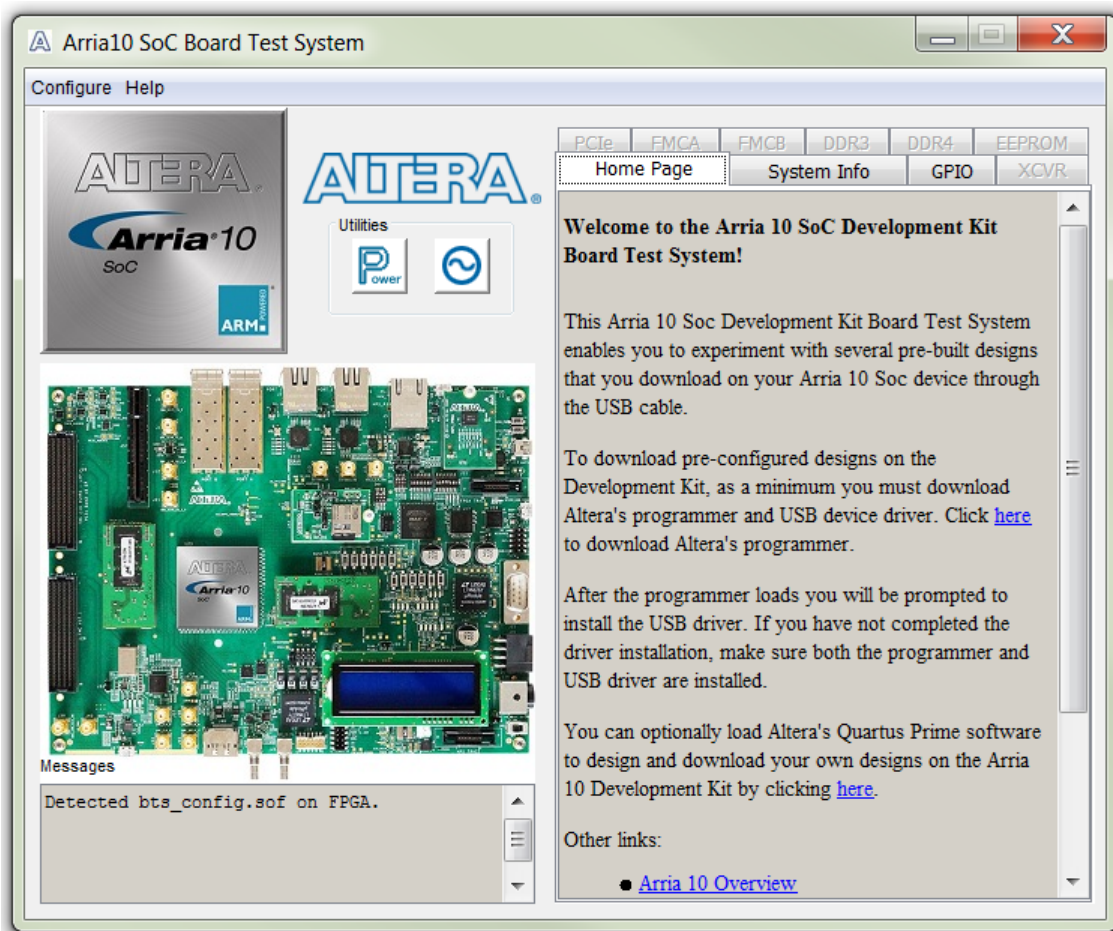 Arria10 SoC Board Test System
Configure Help
ALTERA
Arria 10
SoC
ARM
POWERED
ALTERA
Utilities
Power
PCIe FMCA FMCB DDR3 DDR4 EEPROM
Home Page System Info GPIO XCVR
Welcome to the Arria 10 SoC Development Kit
Board Test System!
This Arria 10 Soc Development Kit Board Test System
enables you to experiment with several pre-built designs
that you download on your Arria 10 Soc device through
the USB cable.
To download pre-configured designs on the
Development Kit, as a minimum you must download
Altera's programmer and USB device driver. Click here
to download Altera's programmer.
After the programmer loads you will be prompted to
install the USB driver. If you have not completed the
driver installation, make sure both the programmer and
USB driver are installed.
You can optionally load Altera's Quartus Prime software
to design and download your own designs on the Arria
10 Development Kit by clicking here.
Other links:
Arria 10 Overview
ALTERA
Arria 10
SoC
Messages
Detected bts_config.sof on FPGA.